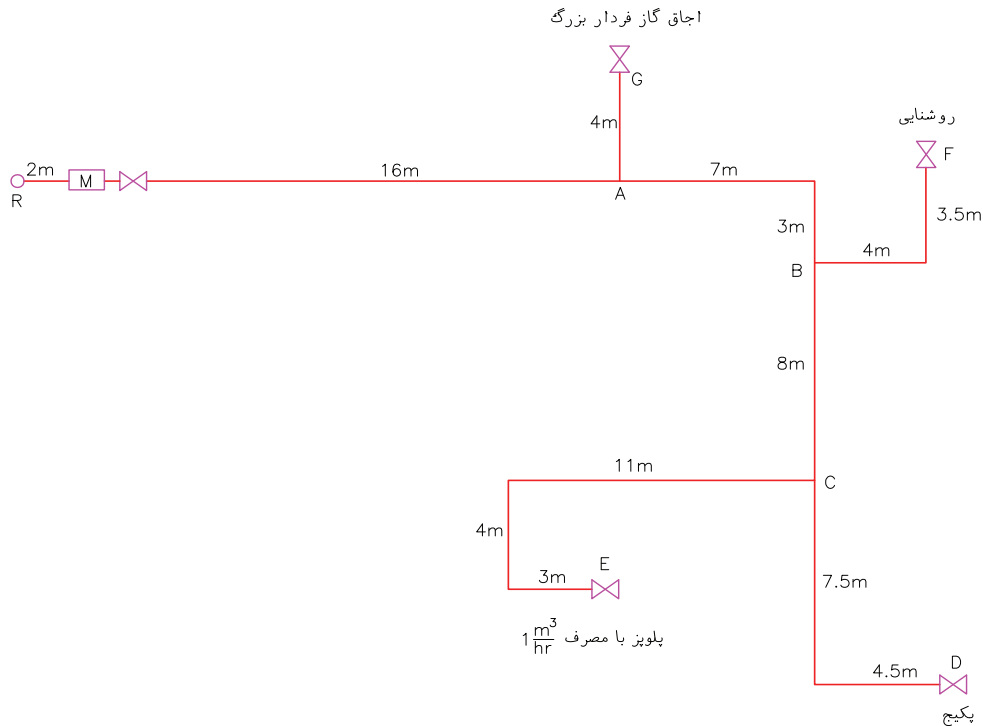 اجاق گاز فردار بزرگ
G
4m
روشنایی
F
2m
M
R
16m
A
7m
3m
3.5m
4m
B
8m
11m
C
4m
3m
E
7.5m
پلوپز با مصرف 1 m³/hr
4.5m
D
پکیج